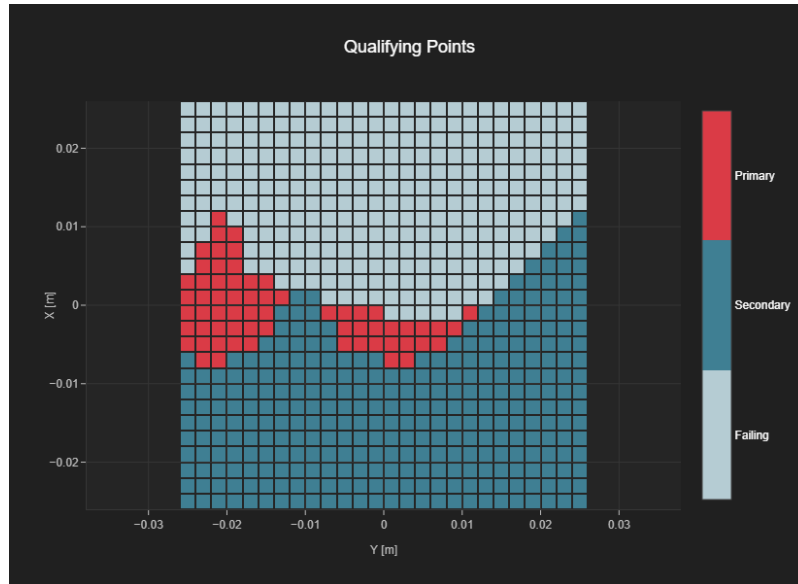 Qualifying Points
0.02
0.01
0
−0.01
−0.02
X [m]
−0.03
−0.02
−0.01
0
0.01
0.02
0.03
Y [m]
Primary
Secondary
Failing